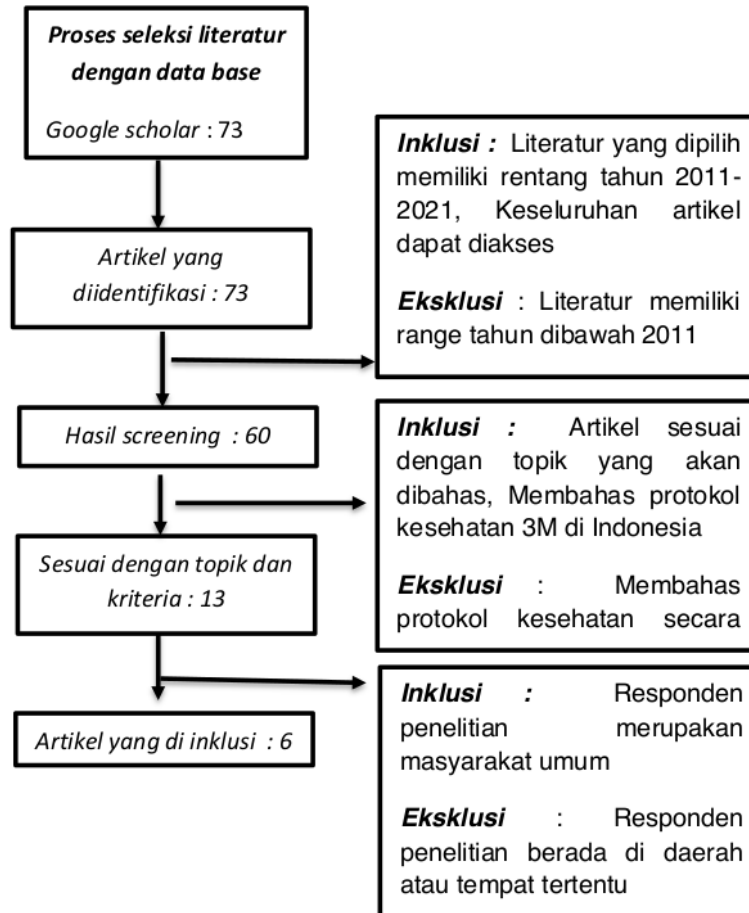 Proses seleksi literatur
dengan data base
Google scholar : 73
Inklusi : Literatur yang dipilih
memiliki rentang tahun 2011-
2021, Keseluruhan artikel
dapat diakses
Eksklusi : Literatur memiliki
range tahun dibawah 2011
Artikel yang
diidentifikasi : 73
Hasil screening : 60
Inklusi : Artikel sesuai
dengan topik yang akan
dibahas, Membahas protokol
kesehatan 3M di Indonesia
Eksklusi : Membahas
protokol kesehatan secara
Sesuai dengan topik dan
kriteria : 13
Inklusi : Responden
penelitian merupakan
masyarakat umum
Eksklusi : Responden
penelitian berada di daerah
atau tempat tertentu
Artikel yang di inklusi : 6